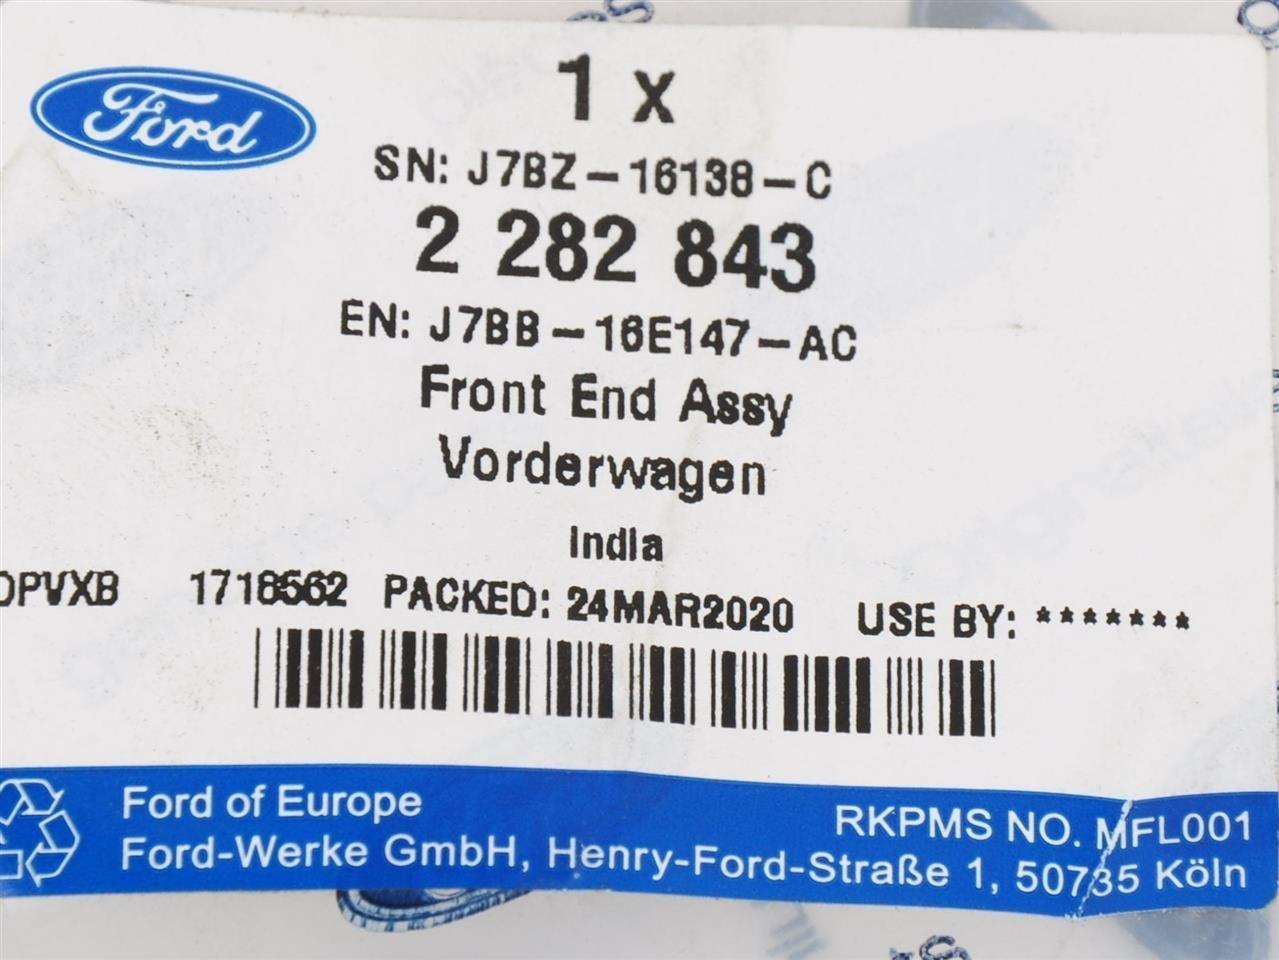 Ford
1 x
SN: J7BZ-16138-C
2 282 843
EN: J7BB-16E147-AC
Front End Assy
Vorderwagen
India
OPVXB 1718562 PACKED: 24MAR2020 USE BY: *******
Ford of Europe
RKPMS NO. MFL001
Ford-Werke GmbH, Henry-Ford-Straße 1, 50735 Köln